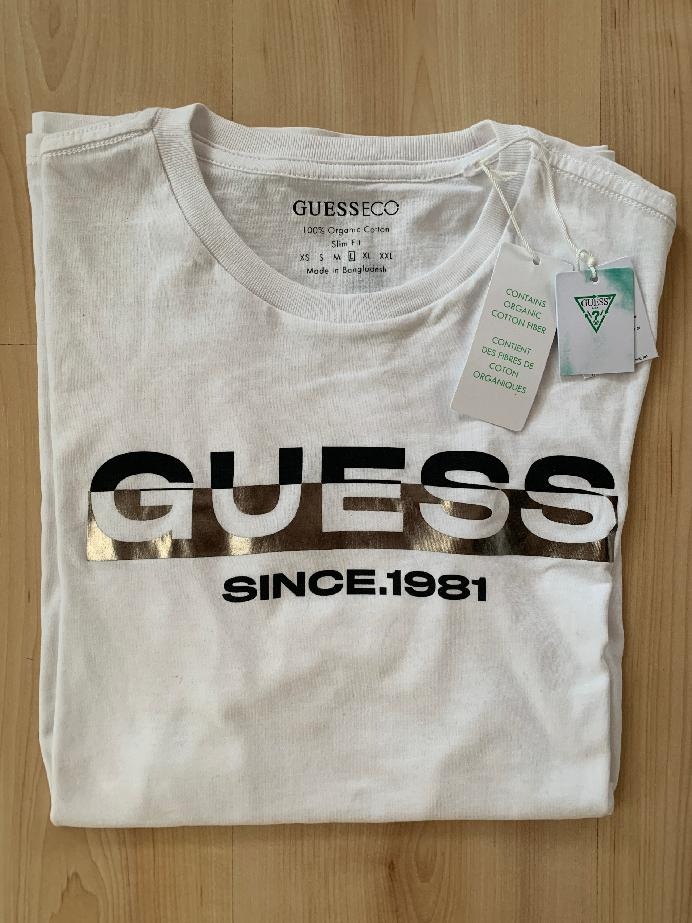 GUESSECO
100% Organic Cotton
Slim Fit
XS S M L XL XXL
Made in Bangladesh
CONTAINS
ORGANIC
COTTON FIBER
CONTIENT
DES FIBRES DE
COTON
ORGANIQUES
GUESS
?
GUESS
SINCE.1981